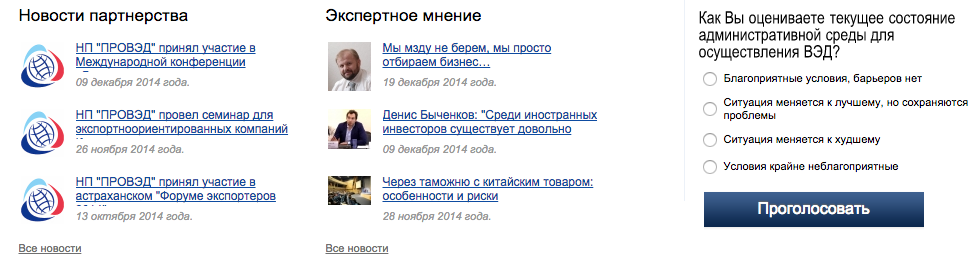 Новости партнерства
НП "ПРОВЭД" принял участие в
Международной конференции
09 декабря 2014 года.
НП "ПРОВЭД" провел семинар для
экспортноориентированных компаний
26 ноября 2014 года.
НП "ПРОВЭД" принял участие в
астраханском "Форуме экспортеров
13 октября 2014 года.
Все новости
Экспертное мнение
Мы мзду не берем, мы просто
отбираем бизнес…
19 декабря 2014 года.
Денис Быченков: "Среди иностранных
инвесторов существует довольно
09 декабря 2014 года.
Через таможню с китайским товаром:
особенности и риски
28 ноября 2014 года.
Все новости
Как Вы оцениваете текущее состояние
административной среды для
осуществления ВЭД?
Благоприятные условия, барьеров нет
Ситуация меняется к лучшему, но сохраняются
проблемы
Ситуация меняется к худшему
Условия крайне неблагоприятные
Проголосовать